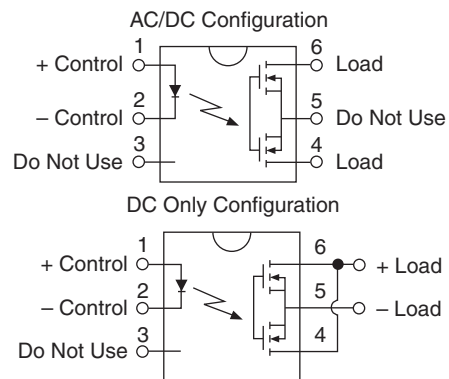 AC/DC Configuration
1
6
+ Control
Load
2
5
– Control
Do Not Use
3
4
Do Not Use
Load
DC Only Configuration
1
6
+ Control
+ Load
2
5
– Control
– Load
3
4
Do Not Use